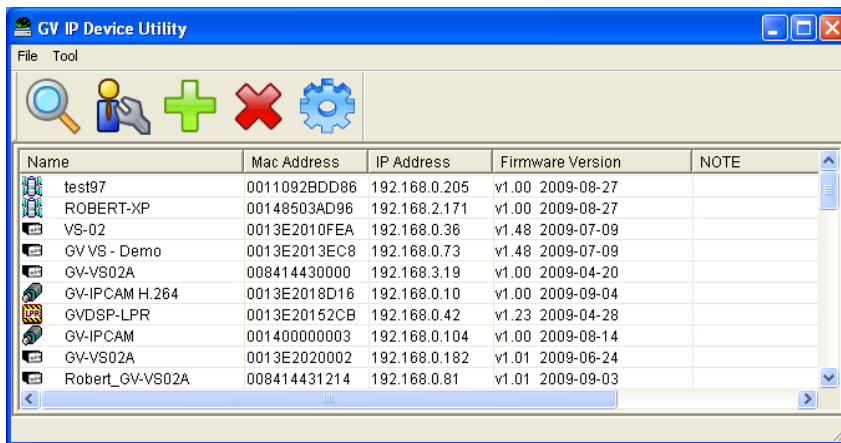 GV IP Device Utility
File Tool
Name Mac Address IP Address Firmware Version NOTE
test97 0011092BDD86 192.168.0.205 v1.00 2009-08-27
ROBERT-XP 00148503AD96 192.168.2.171 v1.00 2009-08-27
VS-02 0013E2010FEA 192.168.0.36 v1.48 2009-07-09
GV VS - Demo 0013E2013EC8 192.168.0.73 v1.48 2009-07-09
GV-VS02A 008414430000 192.168.3.19 v1.00 2009-04-20
GV-IPCAM H.264 0013E2018D16 192.168.0.10 v1.00 2009-09-04
LPR GVDSP-LPR 0013E20152CB 192.168.0.42 v1.23 2009-04-28
GV-IPCAM 001400000003 192.168.0.104 v1.00 2009-08-14
GV-VS02A 0013E2020002 192.168.0.182 v1.01 2009-06-24
Robert_GV-VS02A 008414431214 192.168.0.81 v1.01 2009-09-03